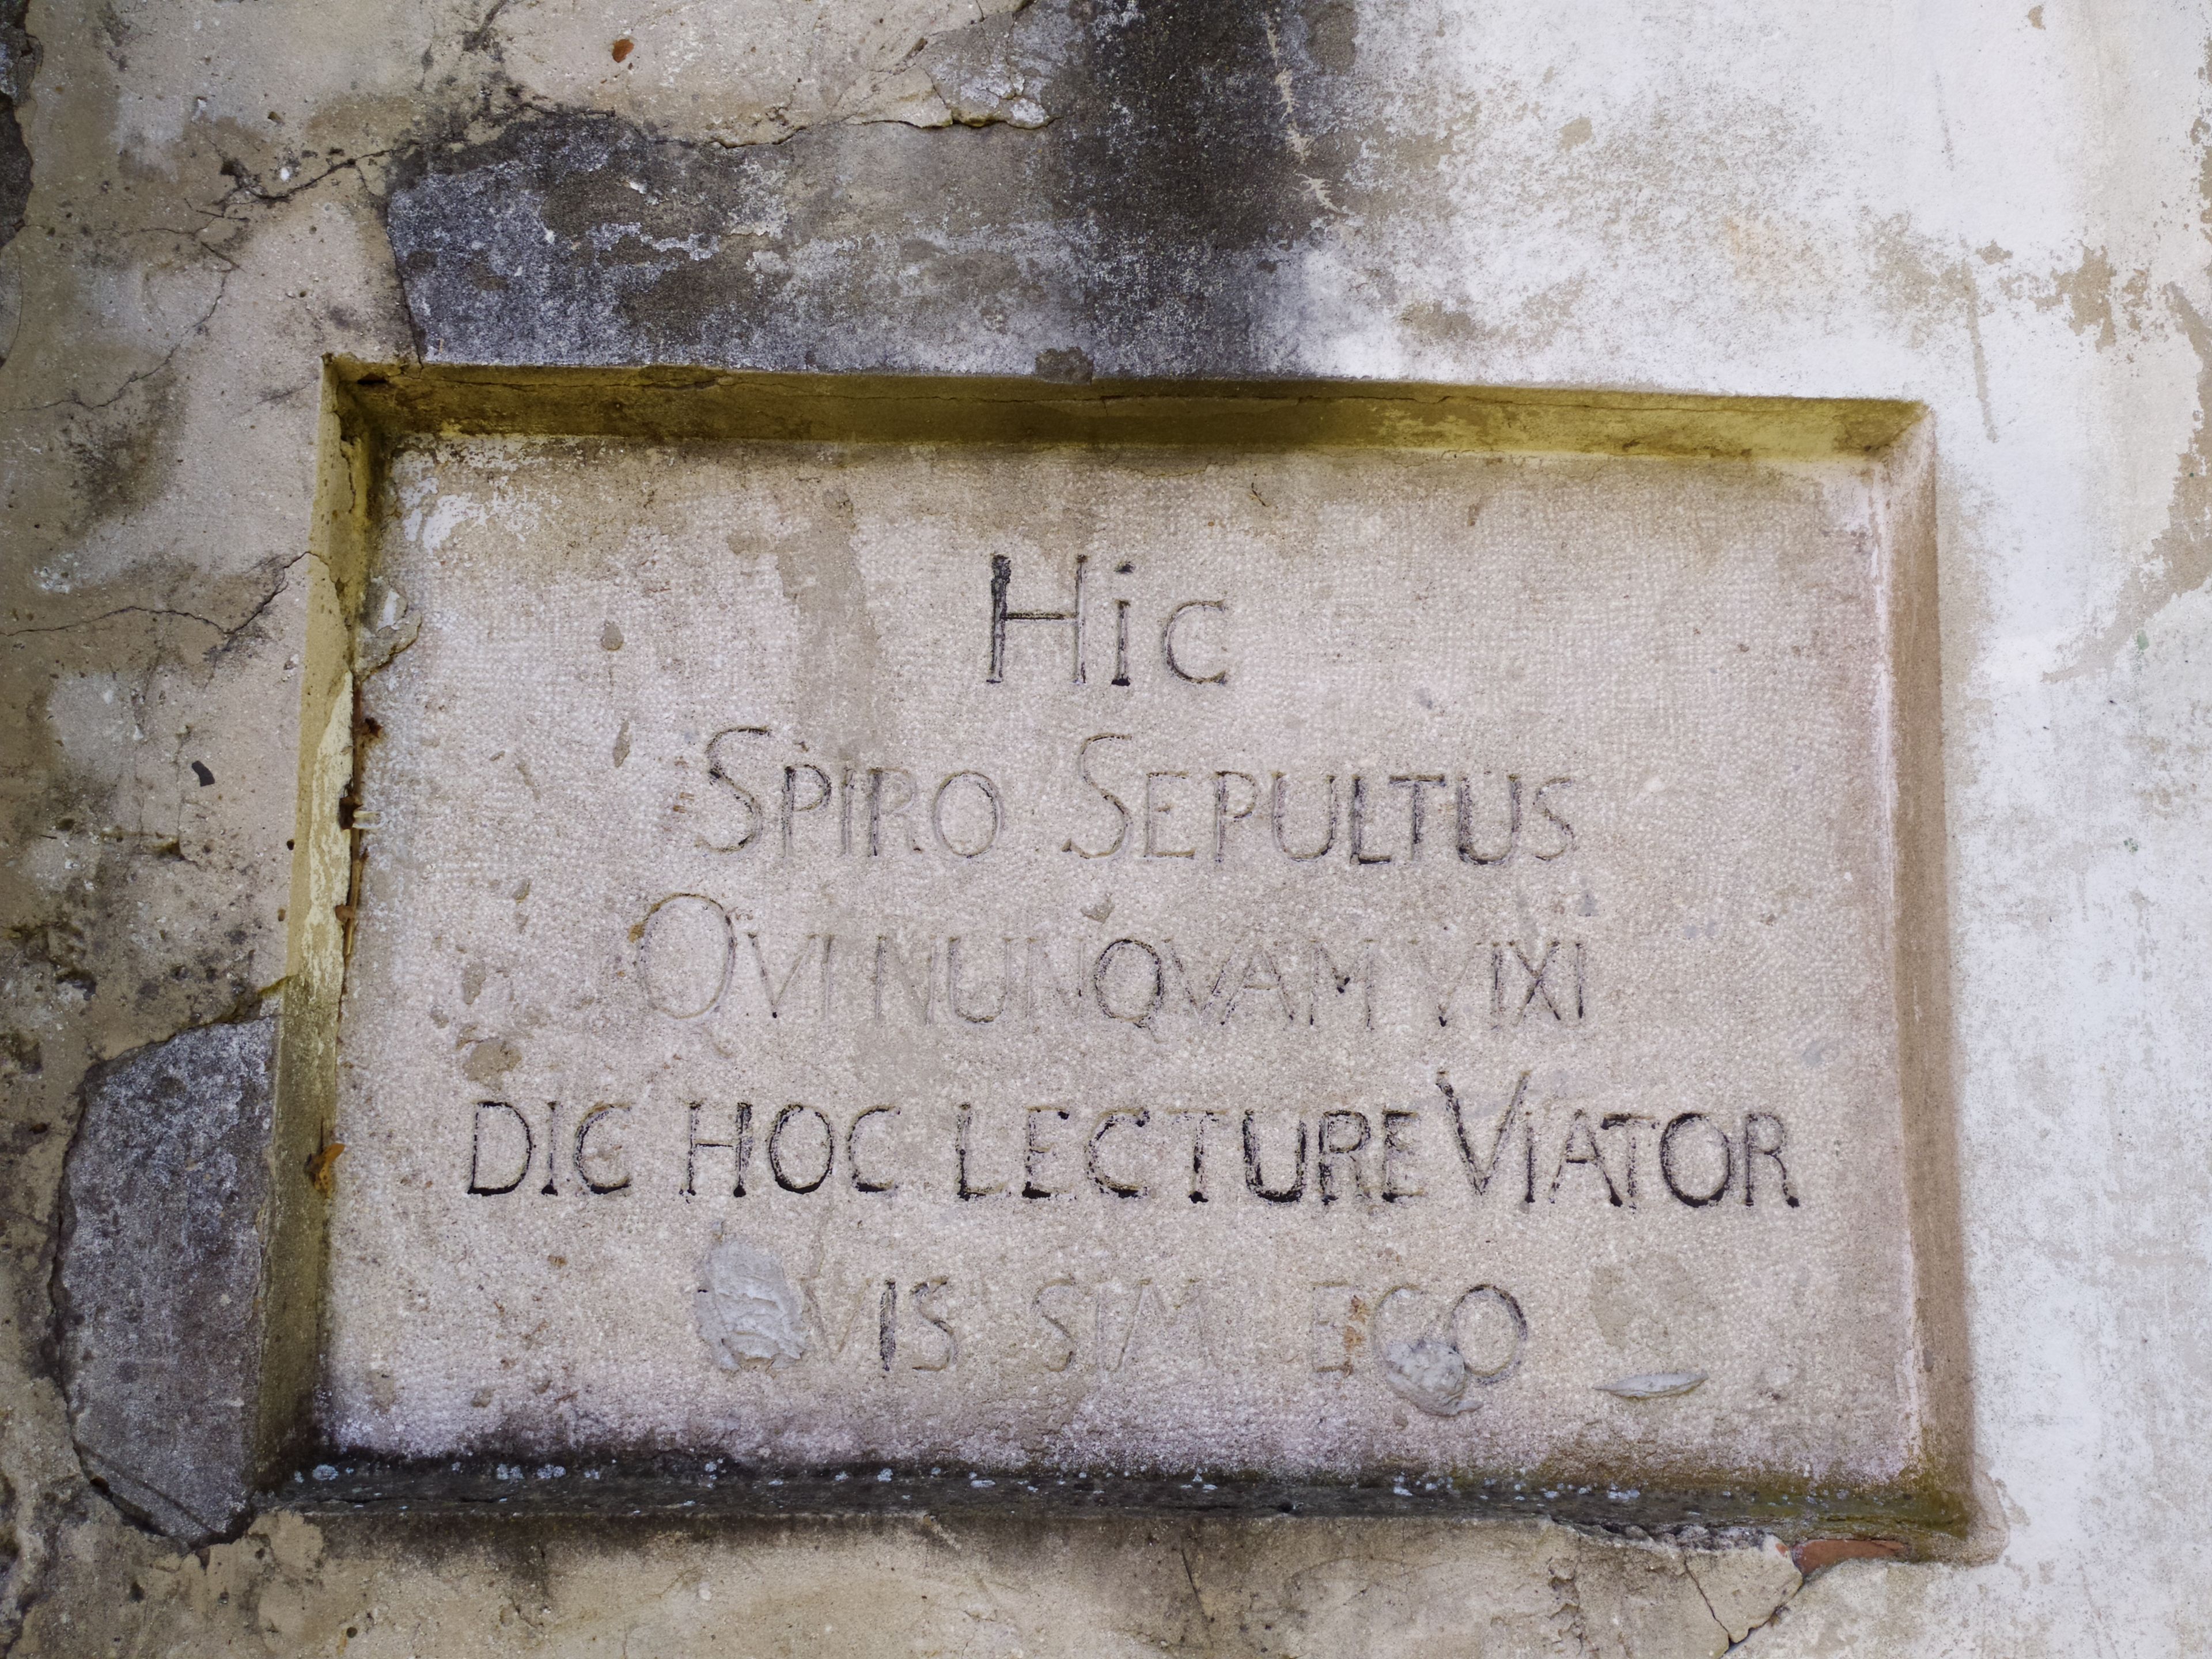 Hic
SPIRO SEPULTUS
QVI NUNQVAM VIXI
DIC HOC LECTURE VIATOR
SIM EGO